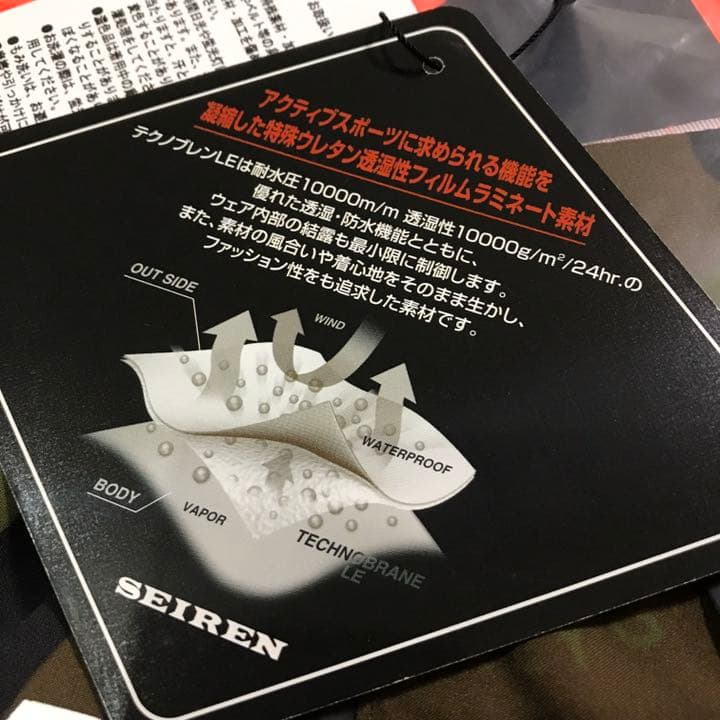 アクティブスポーツに求められる機能を
凝縮した特殊ウレタン透湿性フィルムラミネート素材
テクノブレンLEは耐水圧10000m/m 透湿性10000g/m²/24hr.の
優れた透湿・防水機能とともに、
ウェア内部の結露も最小限に制御します。
また、素材の風合いや着心地をそのまま生かし、
ファッション性をも追求した素材です。
OUT SIDE
WIND
WATERPROOF
BODY
VAPOR
TECHNOBRANE
LE
SEIREN